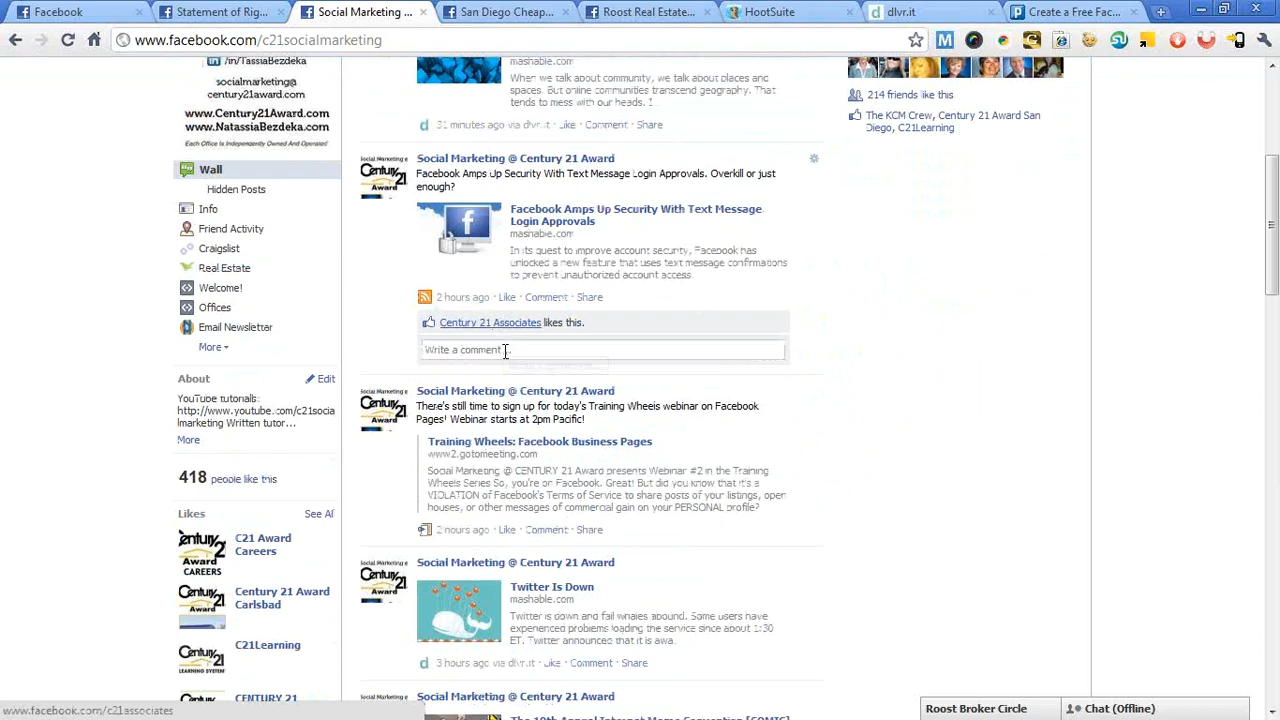 Facebook
Statement of Rig...
Social Marketing ...
San Diego Cheap...
Roost Real Estate...
HootSuite
dlvr.it
Create a Free Fac...
www.facebook.com/c21socialmarketing
/in/TassiaBezdeka
socialmarketing@
century21award.com
www.Century21Award.com
www.NatassiaBezdeka.com
Each Office Is Independently Owned And Operated
Wall
Hidden Posts
Info
Friend Activity
Craigslist
Real Estate
Welcome!
Offices
Email Newsletter
More
About
Edit
YouTube tutorials:
http://www.youtube.com/c21socia
lmarketing Written tutor...
More
418 people like this
Likes
See All
C21 Award
Careers
Century 21 Award
Carlsbad
C21Learning
CENTURY 21
mashable.com
When we talk about community, we talk about places and
spaces. But online communities transcend geography. That
tends to mess with our heads. I
31 minutes ago via dlvr.it · Like · Comment · Share
Social Marketing @ Century 21 Award
Facebook Amps Up Security With Text Message Login Approvals. Overkill or just
enough?
Facebook Amps Up Security With Text Message
Login Approvals
mashable.com
In its quest to improve account security, Facebook has
unlocked a new feature that uses text message confirmations
to prevent unauthorized account access.
2 hours ago · Like · Comment · Share
Century 21 Associates likes this.
Write a comment...
Social Marketing @ Century 21 Award
There's still time to sign up for today's Training Wheels webinar on Facebook
Pages! Webinar starts at 2pm Pacific!
Training Wheels: Facebook Business Pages
www2.gotomeeting.com
Social Marketing @ CENTURY 21 Award presents Webinar #2 in the Training
Wheels Series So, you're on Facebook. Great! But did you know that it's a
VIOLATION of Facebook's Terms of Service to share posts of your listings, open
houses, or other messages of commercial gain on your PERSONAL profile?
2 hours ago · Like · Comment · Share
Social Marketing @ Century 21 Award
Twitter Is Down
mashable.com
Twitter is down and fail whales abound. Some users have
experienced problems loading the service since about 1:30
ET. Twitter announced that it is awa
3 hours ago via dlvr.it · Like · Comment · Share
Social Marketing @ Century 21 Award
The 10th Annual Internet Meme Convention [COMIC]
214 friends like this
The KCM Crew, Century 21 Award San
Diego, C21Learning
www.facebook.com/c21associates
Roost Broker Circle
Chat (Offline)